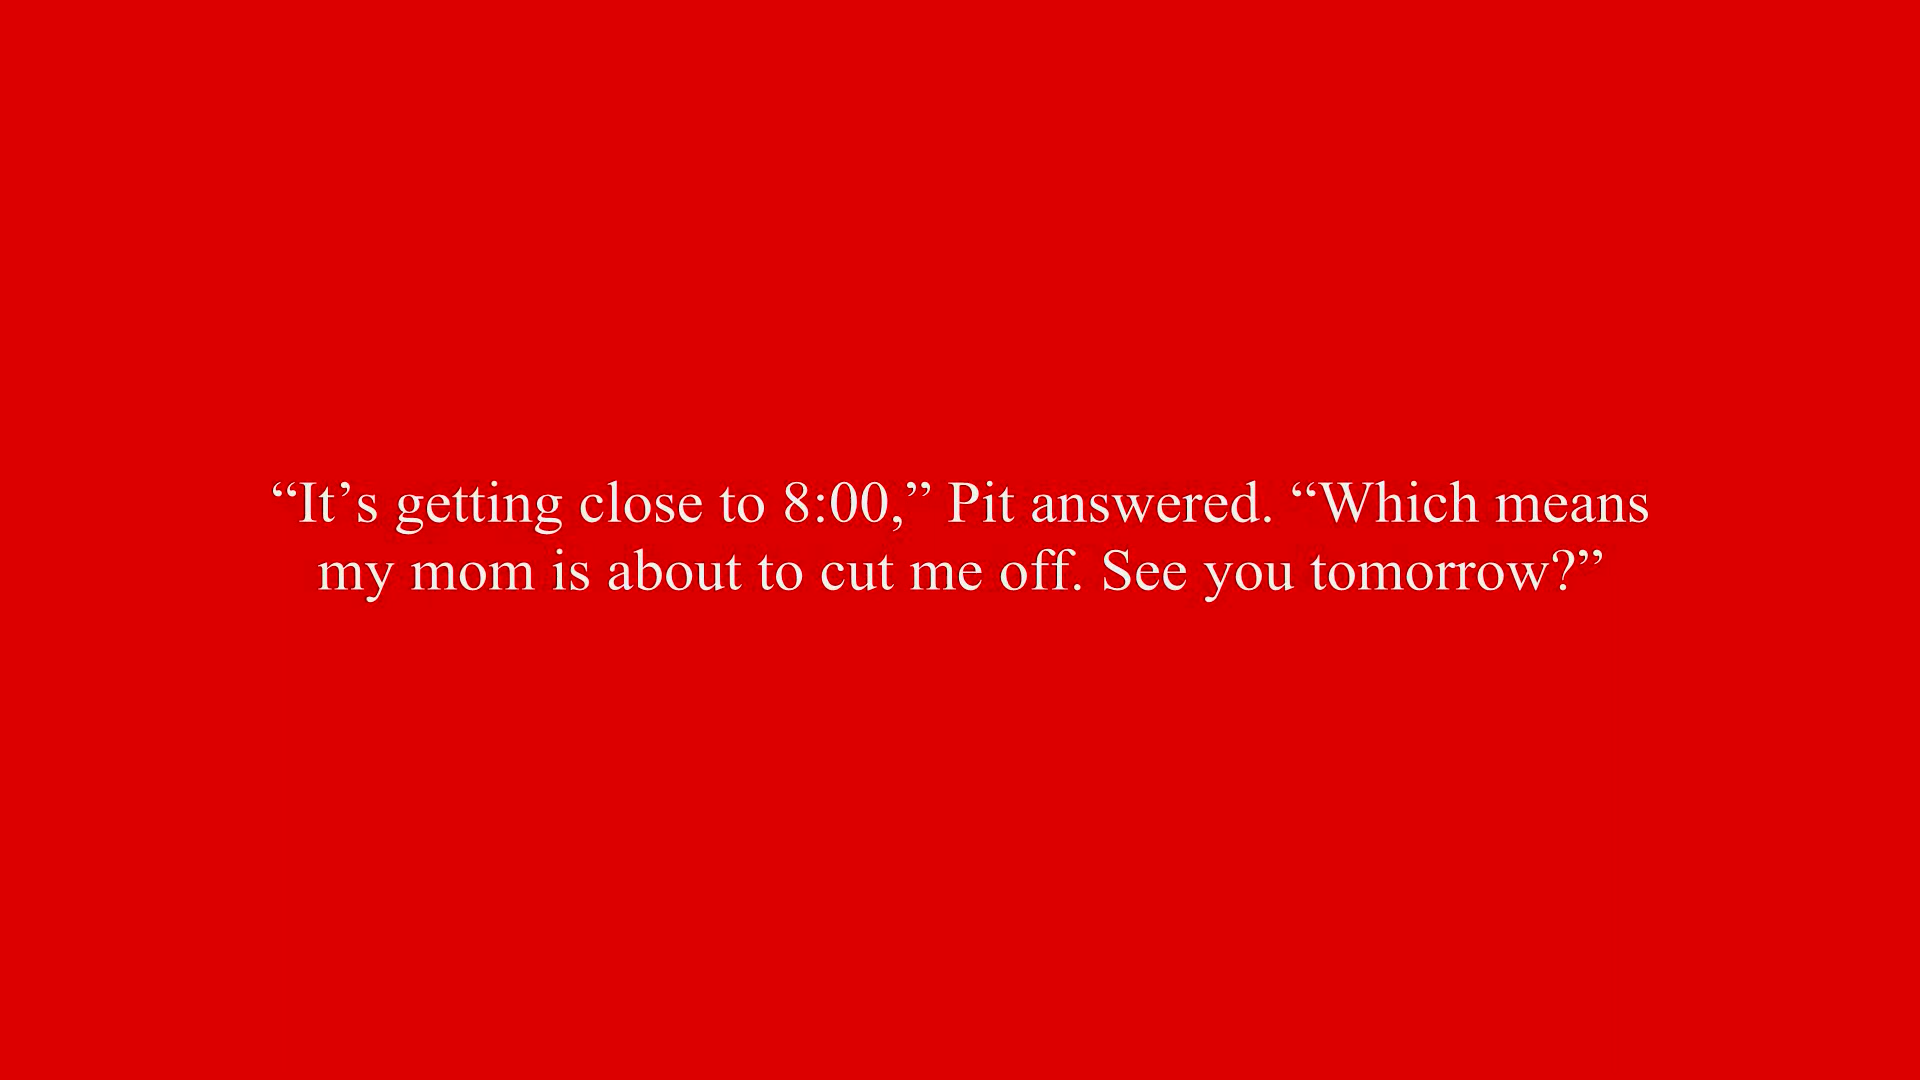 “It’s getting close to 8:00,” Pit answered. “Which means
my mom is about to cut me off. See you tomorrow?”